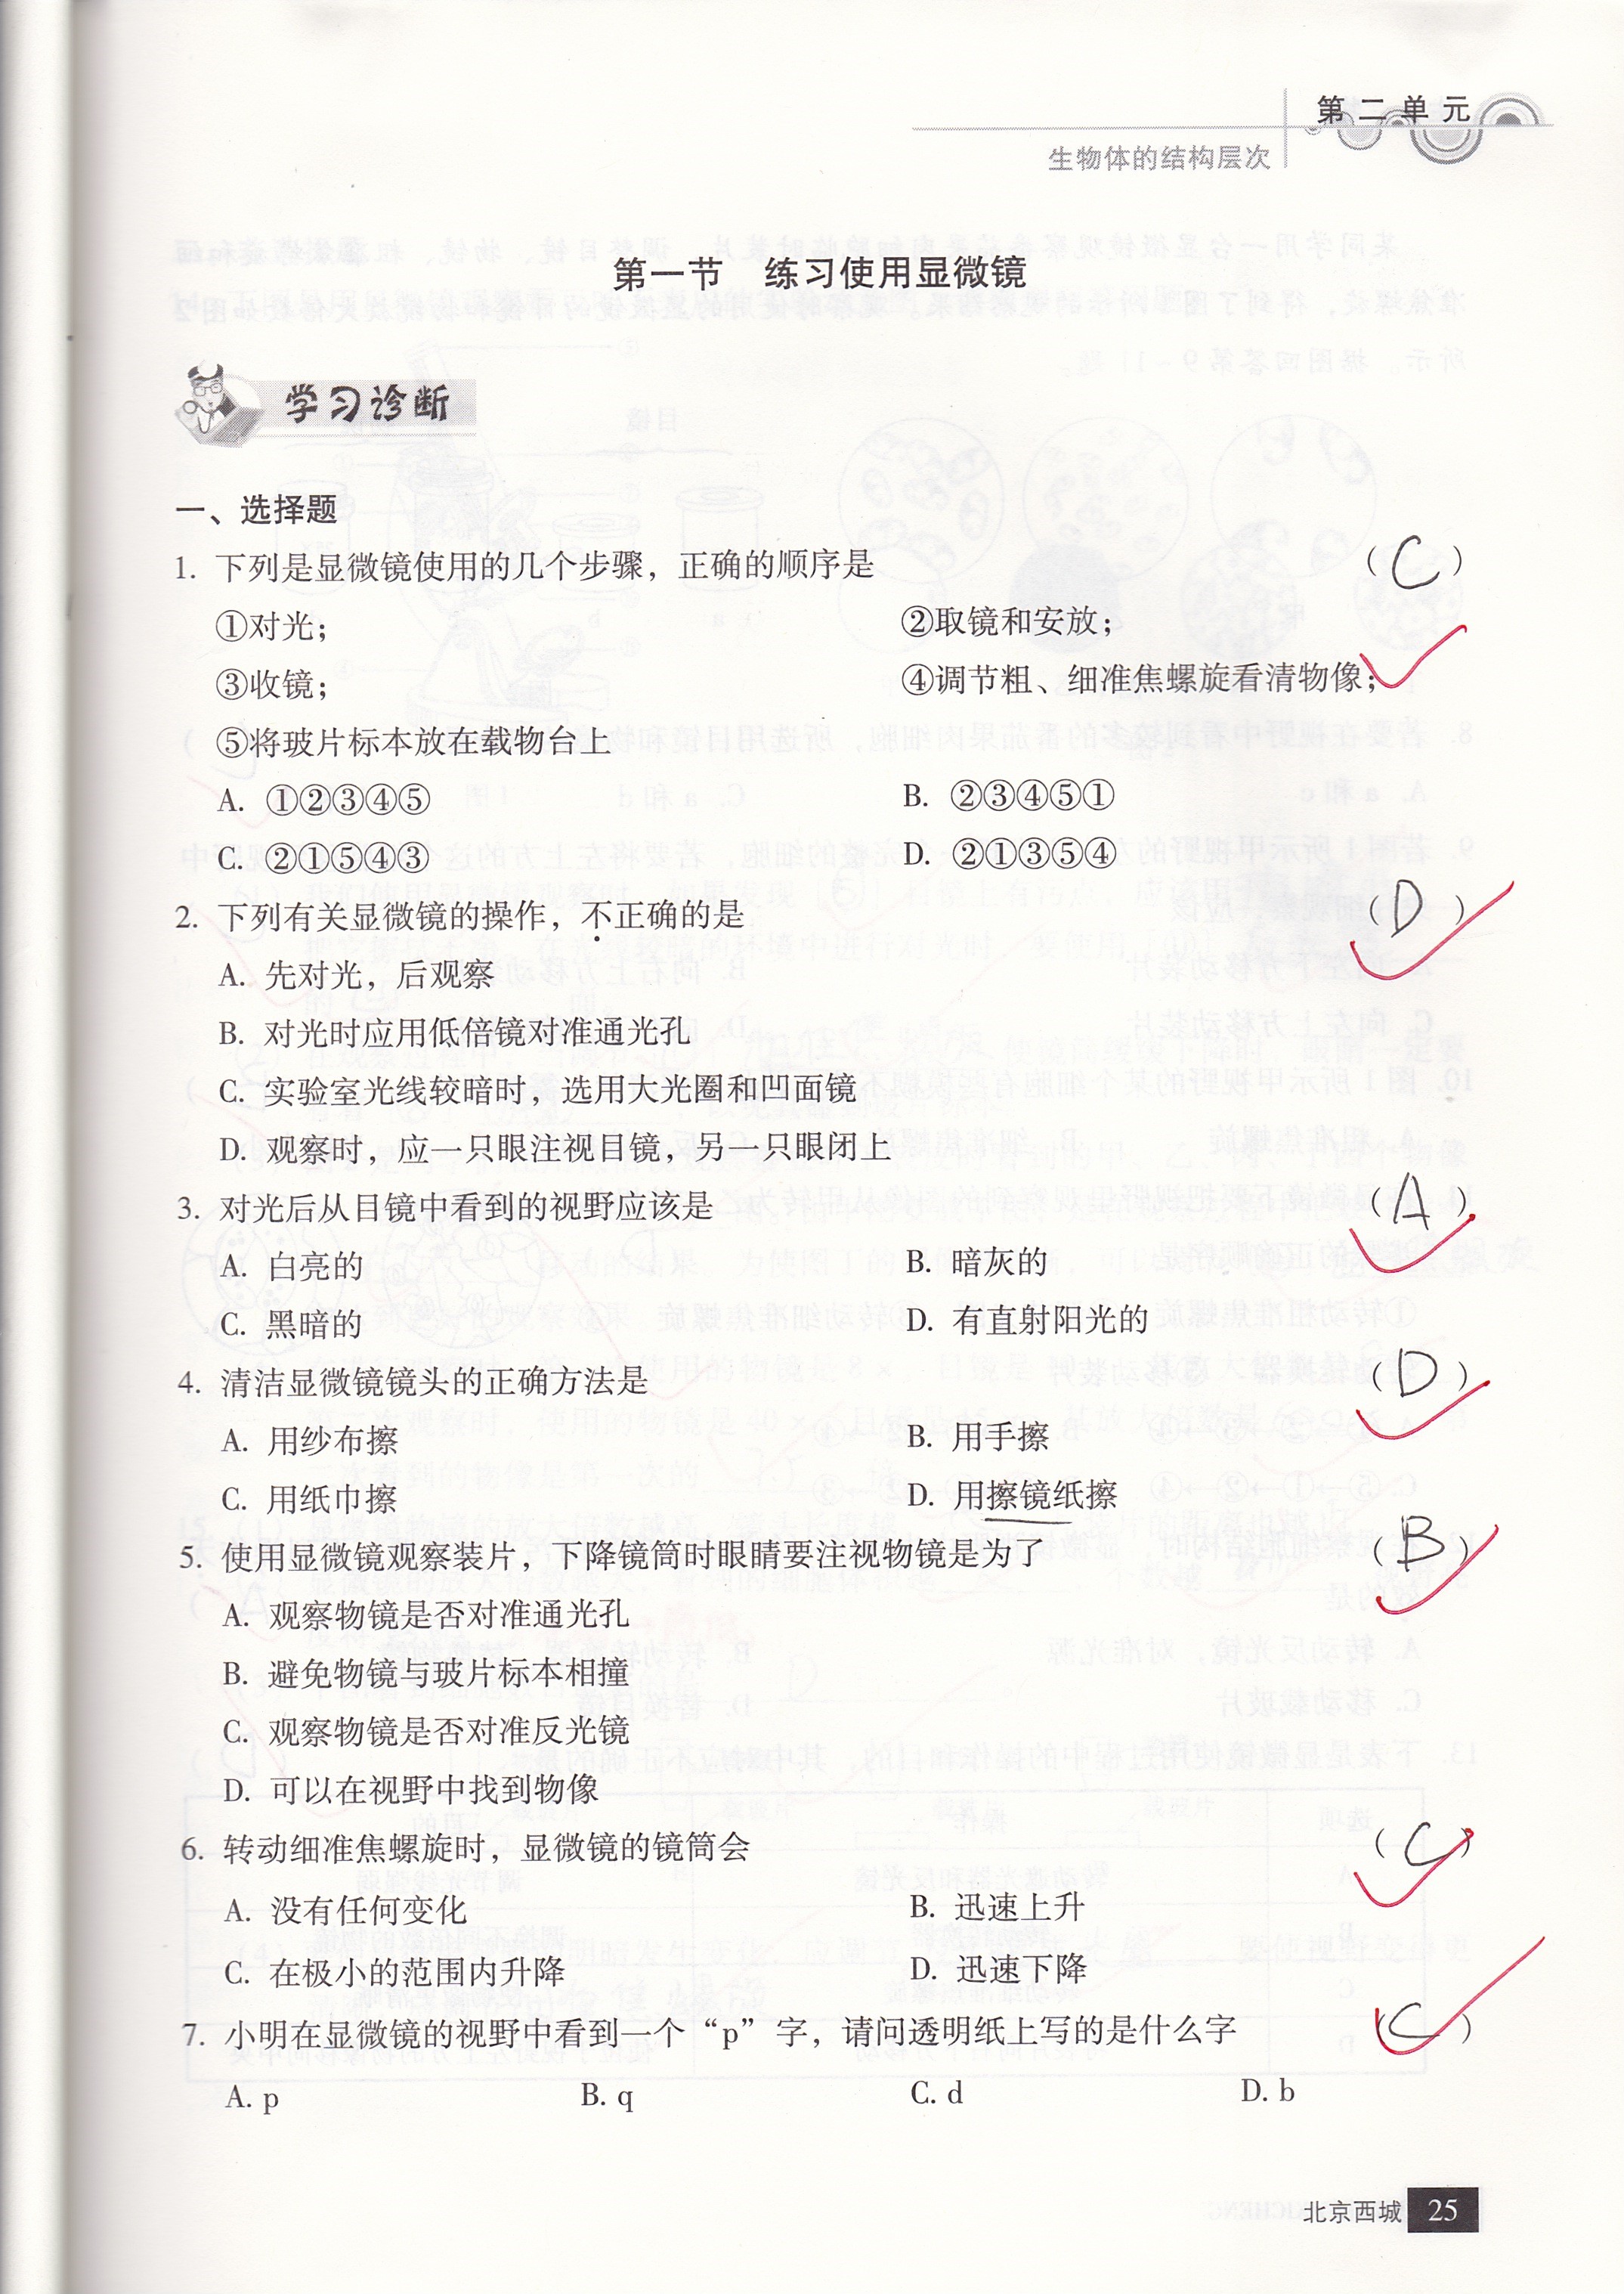 第二单元
生物体的结构层次
第一节 练习使用显微镜
学习诊断
一、选择题
1. 下列是显微镜使用的几个步骤，正确的顺序是 （ C ）
①对光； ②取镜和安放；
③收镜； ④调节粗、细准焦螺旋看清物像；
⑤将玻片标本放在载物台上
A. ①②③④⑤ B. ②③④⑤①
C. ②①⑤④③ D. ②①③⑤④
2. 下列有关显微镜的操作，不正确的是 （ D ）
A. 先对光，后观察
B. 对光时应用低倍镜对准通光孔
C. 实验室光线较暗时，选用大光圈和凹面镜
D. 观察时，应一只眼注视目镜，另一只眼闭上
3. 对光后从目镜中看到的视野应该是 （ A ）
A. 白亮的 B. 暗灰的
C. 黑暗的 D. 有直射阳光的
4. 清洁显微镜镜头的正确方法是 （ D ）
A. 用纱布擦 B. 用手擦
C. 用纸巾擦 D. 用擦镜纸擦
5. 使用显微镜观察装片，下降镜筒时眼睛要注视物镜是为了 （ B ）
A. 观察物镜是否对准通光孔
B. 避免物镜与玻片标本相撞
C. 观察物镜是否对准反光镜
D. 可以在视野中找到物像
6. 转动细准焦螺旋时，显微镜的镜筒会 （ C ）
A. 没有任何变化 B. 迅速上升
C. 在极小的范围内升降 D. 迅速下降
7. 小明在显微镜的视野中看到一个“p”字，请问透明纸上写的是什么字 （ C ）
A. p B. q C. d D. b
北京西城 25